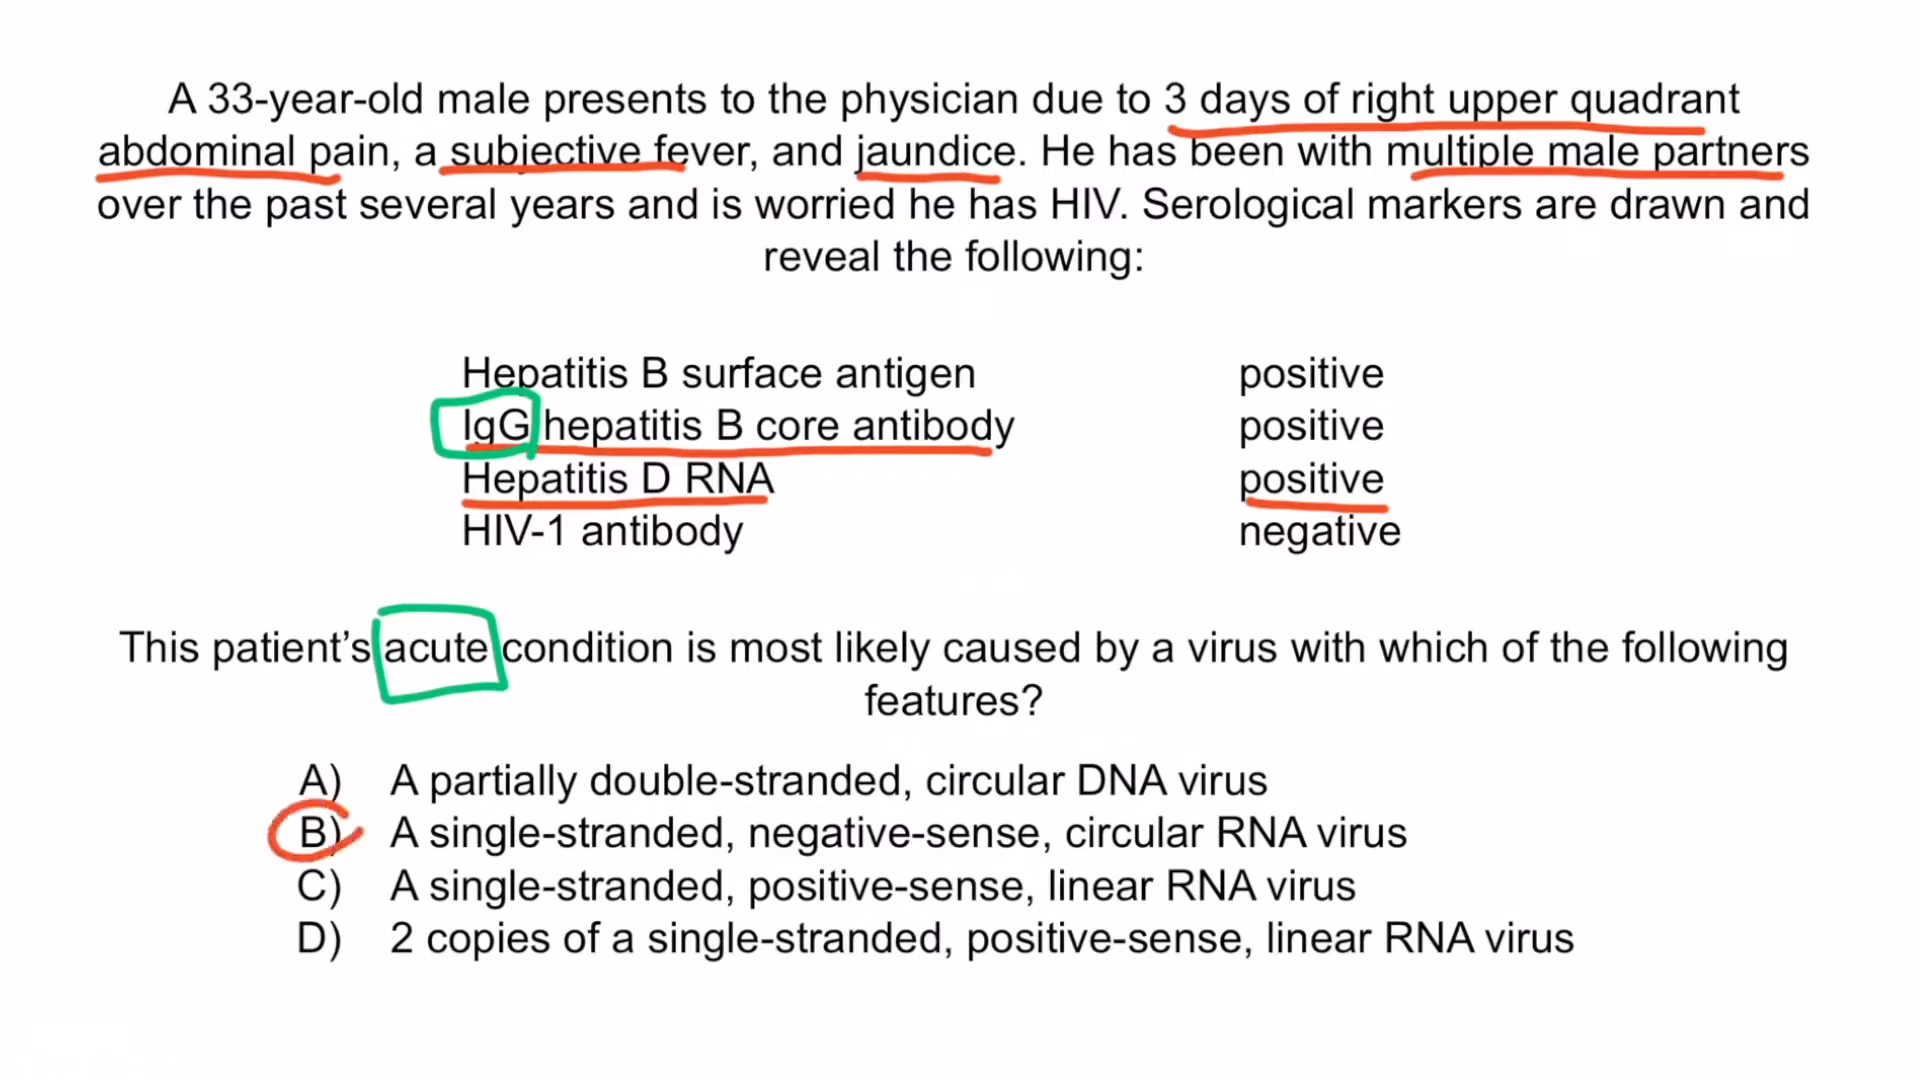 A 33-year-old male presents to the physician due to 3 days of right upper quadrant
abdominal pain, a subjective fever, and jaundice. He has been with multiple male partners
over the past several years and is worried he has HIV. Serological markers are drawn and
reveal the following:
Hepatitis B surface antigen positive
IgG hepatitis B core antibody positive
Hepatitis D RNA positive
HIV-1 antibody negative
This patient’s acute condition is most likely caused by a virus with which of the following
features?
A) A partially double-stranded, circular DNA virus
B) A single-stranded, negative-sense, circular RNA virus
C) A single-stranded, positive-sense, linear RNA virus
D) 2 copies of a single-stranded, positive-sense, linear RNA virus